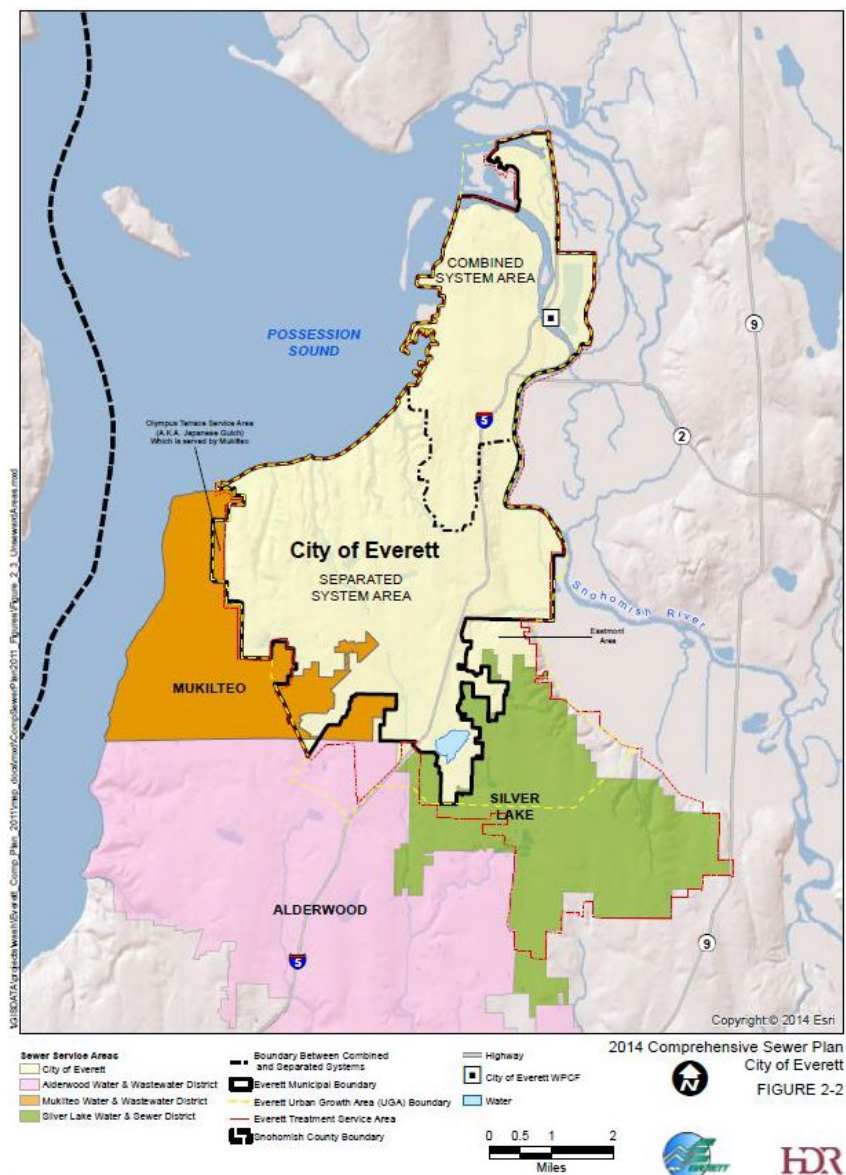 COMBINED
SYSTEM AREA
POSSESSION
SOUND
9
5
2
Olympus Terrace Service Area
(A.K.A. Japanese Gulch)
Which is served by Mukilteo
City of Everett
SEPARATED
SYSTEM AREA
Snohomish River
Eastmont
Area
MUKILTEO
SILVER
LAKE
ALDERWOOD
9
5
Copyright:© 2014 Esri
Sewer Service Areas
City of Everett
Alderwood Water & Wastewater District
Mukilteo Water & Wastewater District
Silver Lake Water & Sewer District
Boundary Between Combined
and Separated Systems
Everett Municipal Boundary
Everett Urban Growth Area (UGA) Boundary
Everett Treatment Service Area
Snohomish County Boundary
Highway
City of Everett WPCF
Water
N
0 0.5 1 2
Miles
2014 Comprehensive Sewer Plan
City of Everett
FIGURE 2-2
EVERETT
HDR